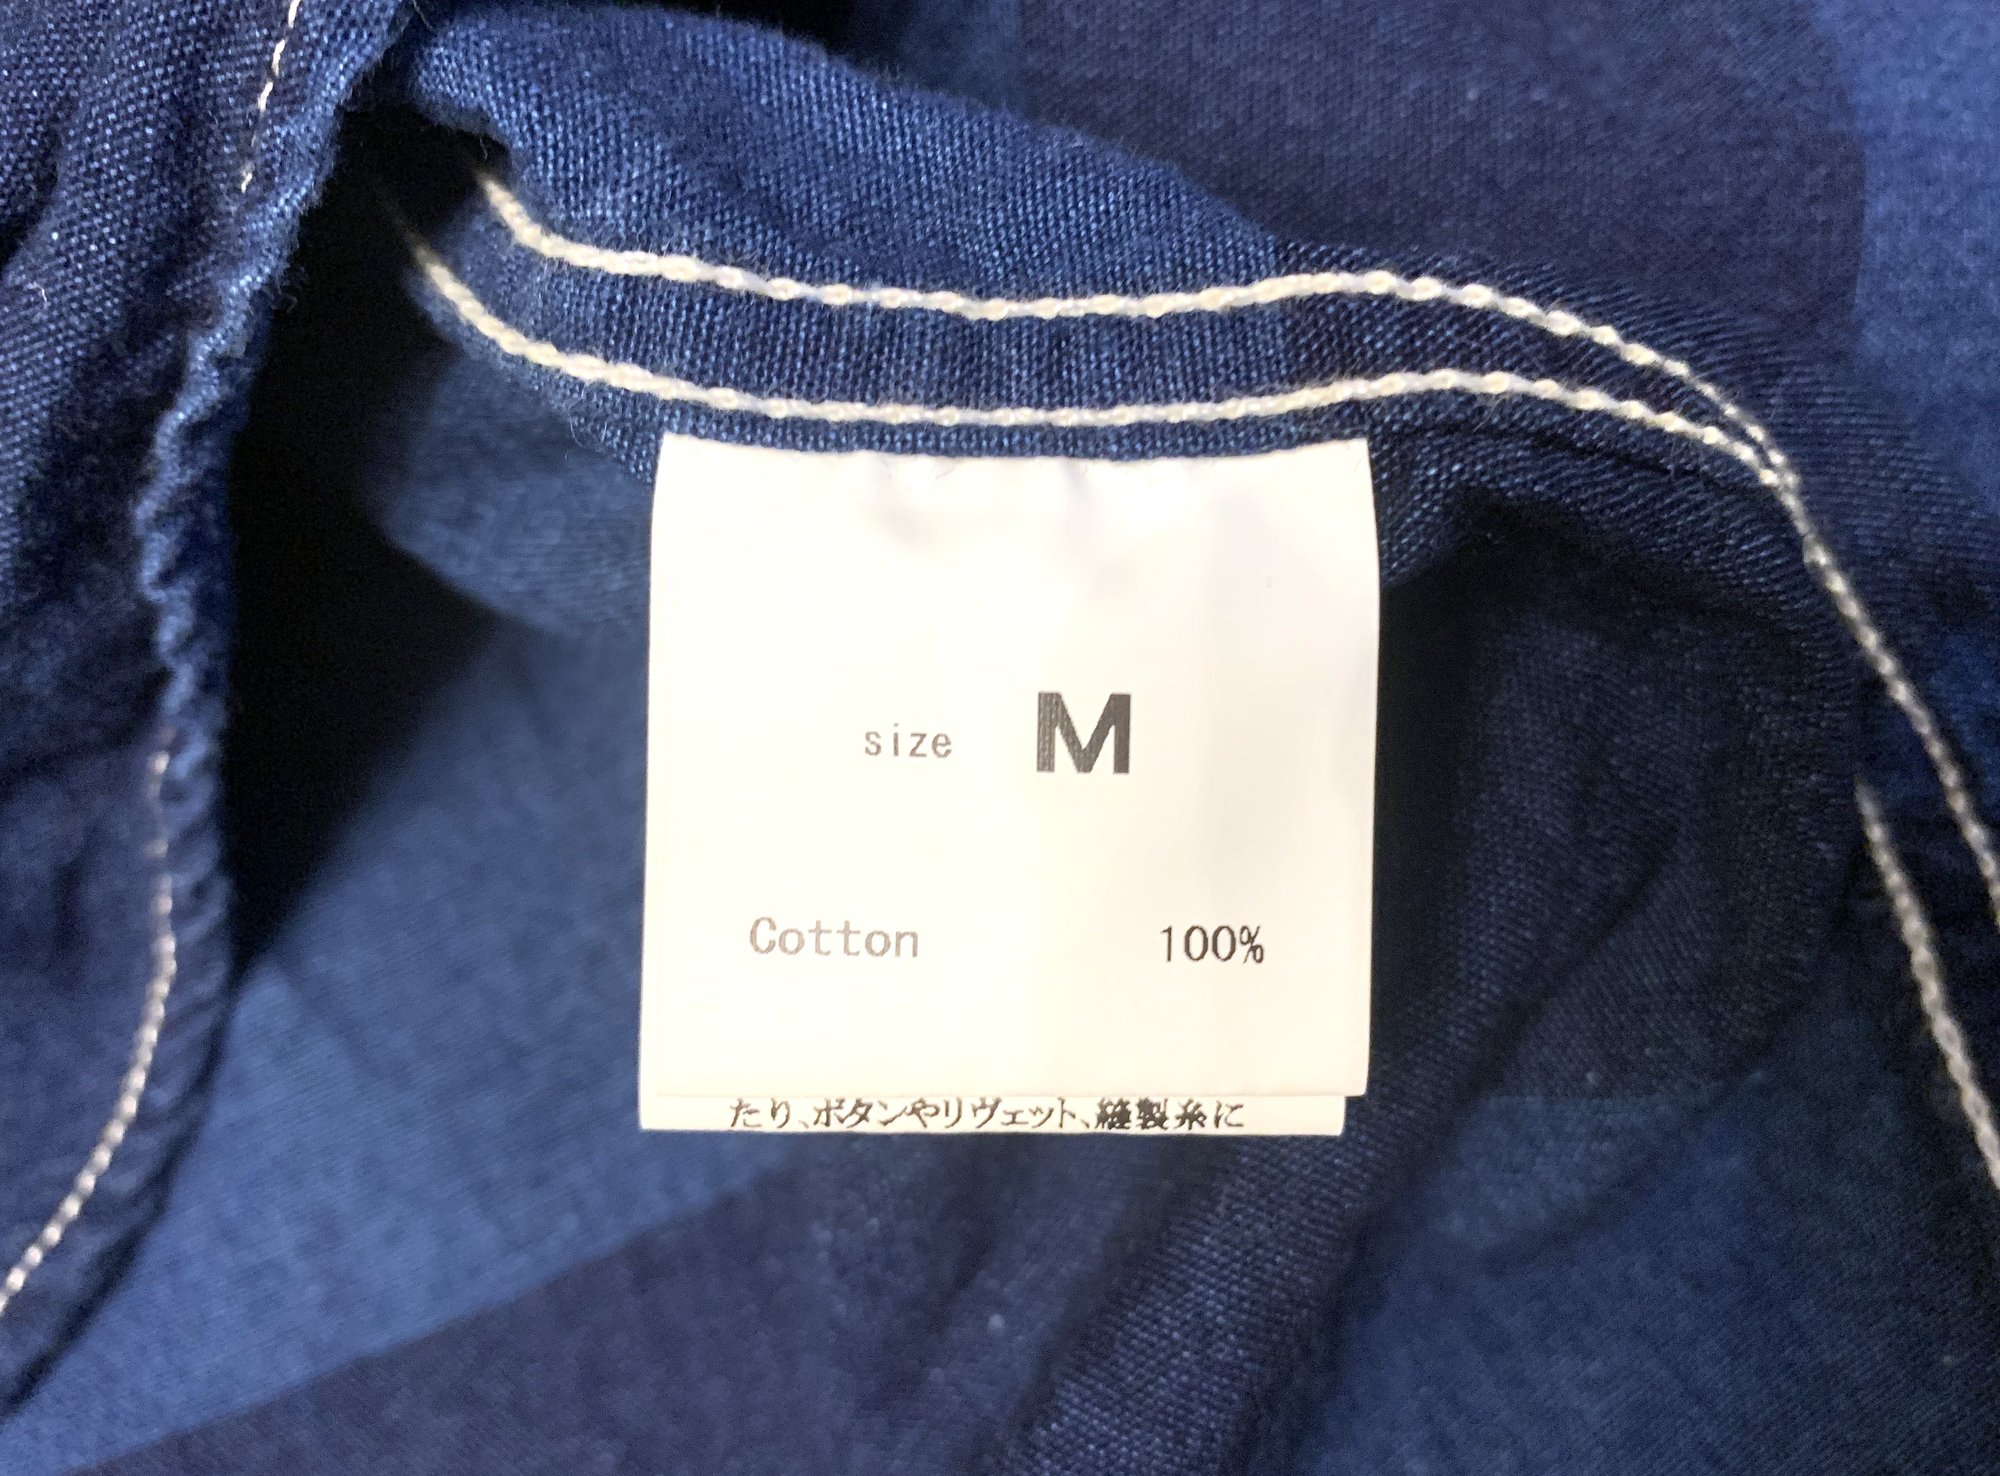 size M
Cotton 100%
たり、ボタンやリヴェット、縫製糸に